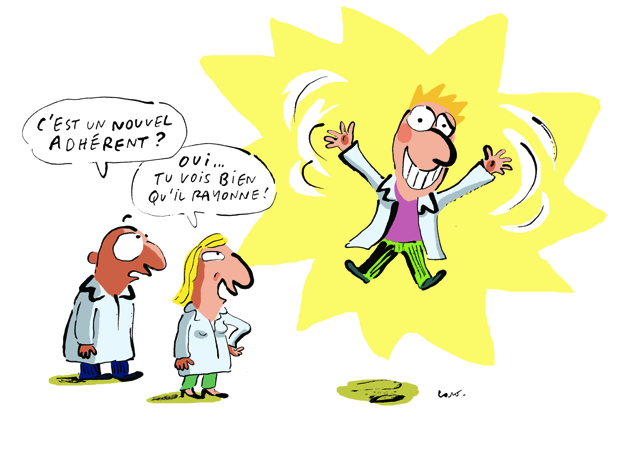 C'EST UN NOUVEL
ADHÉRENT ?
OUI...
TU VOIS BIEN
QU'IL RAYONNE !